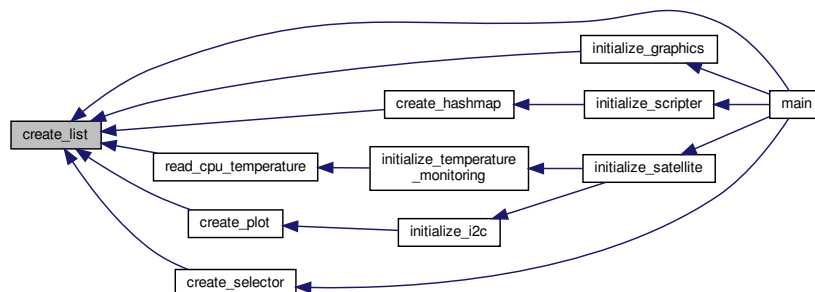 initialize_graphics
create_hashmap
initialize_scripter
main
create_list
read_cpu_temperature
initialize_temperature
_monitoring
initialize_satellite
create_plot
initialize_i2c
create_selector